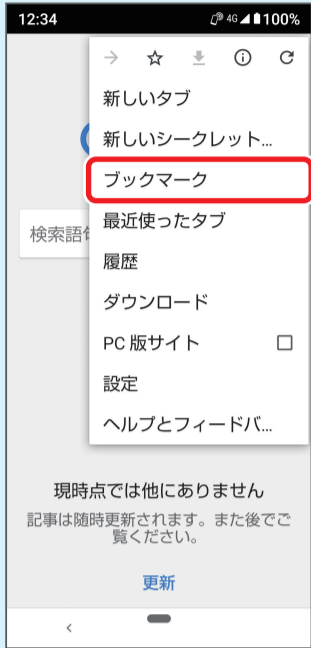 12:34 4G 100%
新しいタブ
新しいシークレット...
ブックマーク
検索語句
最近使ったタブ
履歴
ダウンロード
PC 版サイト
設定
ヘルプとフィードバ...
現時点では他にありません
記事は随時更新されます。また後でご
覧ください。
更新